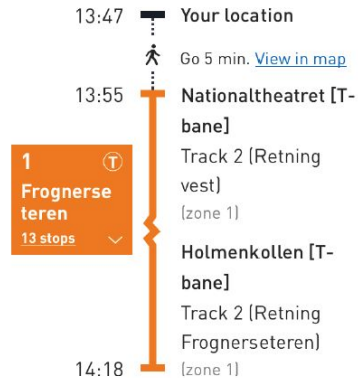 13:47 Your location
Go 5 min. View in map
13:55 Nationaltheatret [T-
bane]
Track 2 (Retning
vest)
(zone 1)
1 T
Frognerse
teren
13 stops
Holmenkollen [T-
bane]
Track 2 (Retning
Frognerseteren)
14:18 (zone 1)